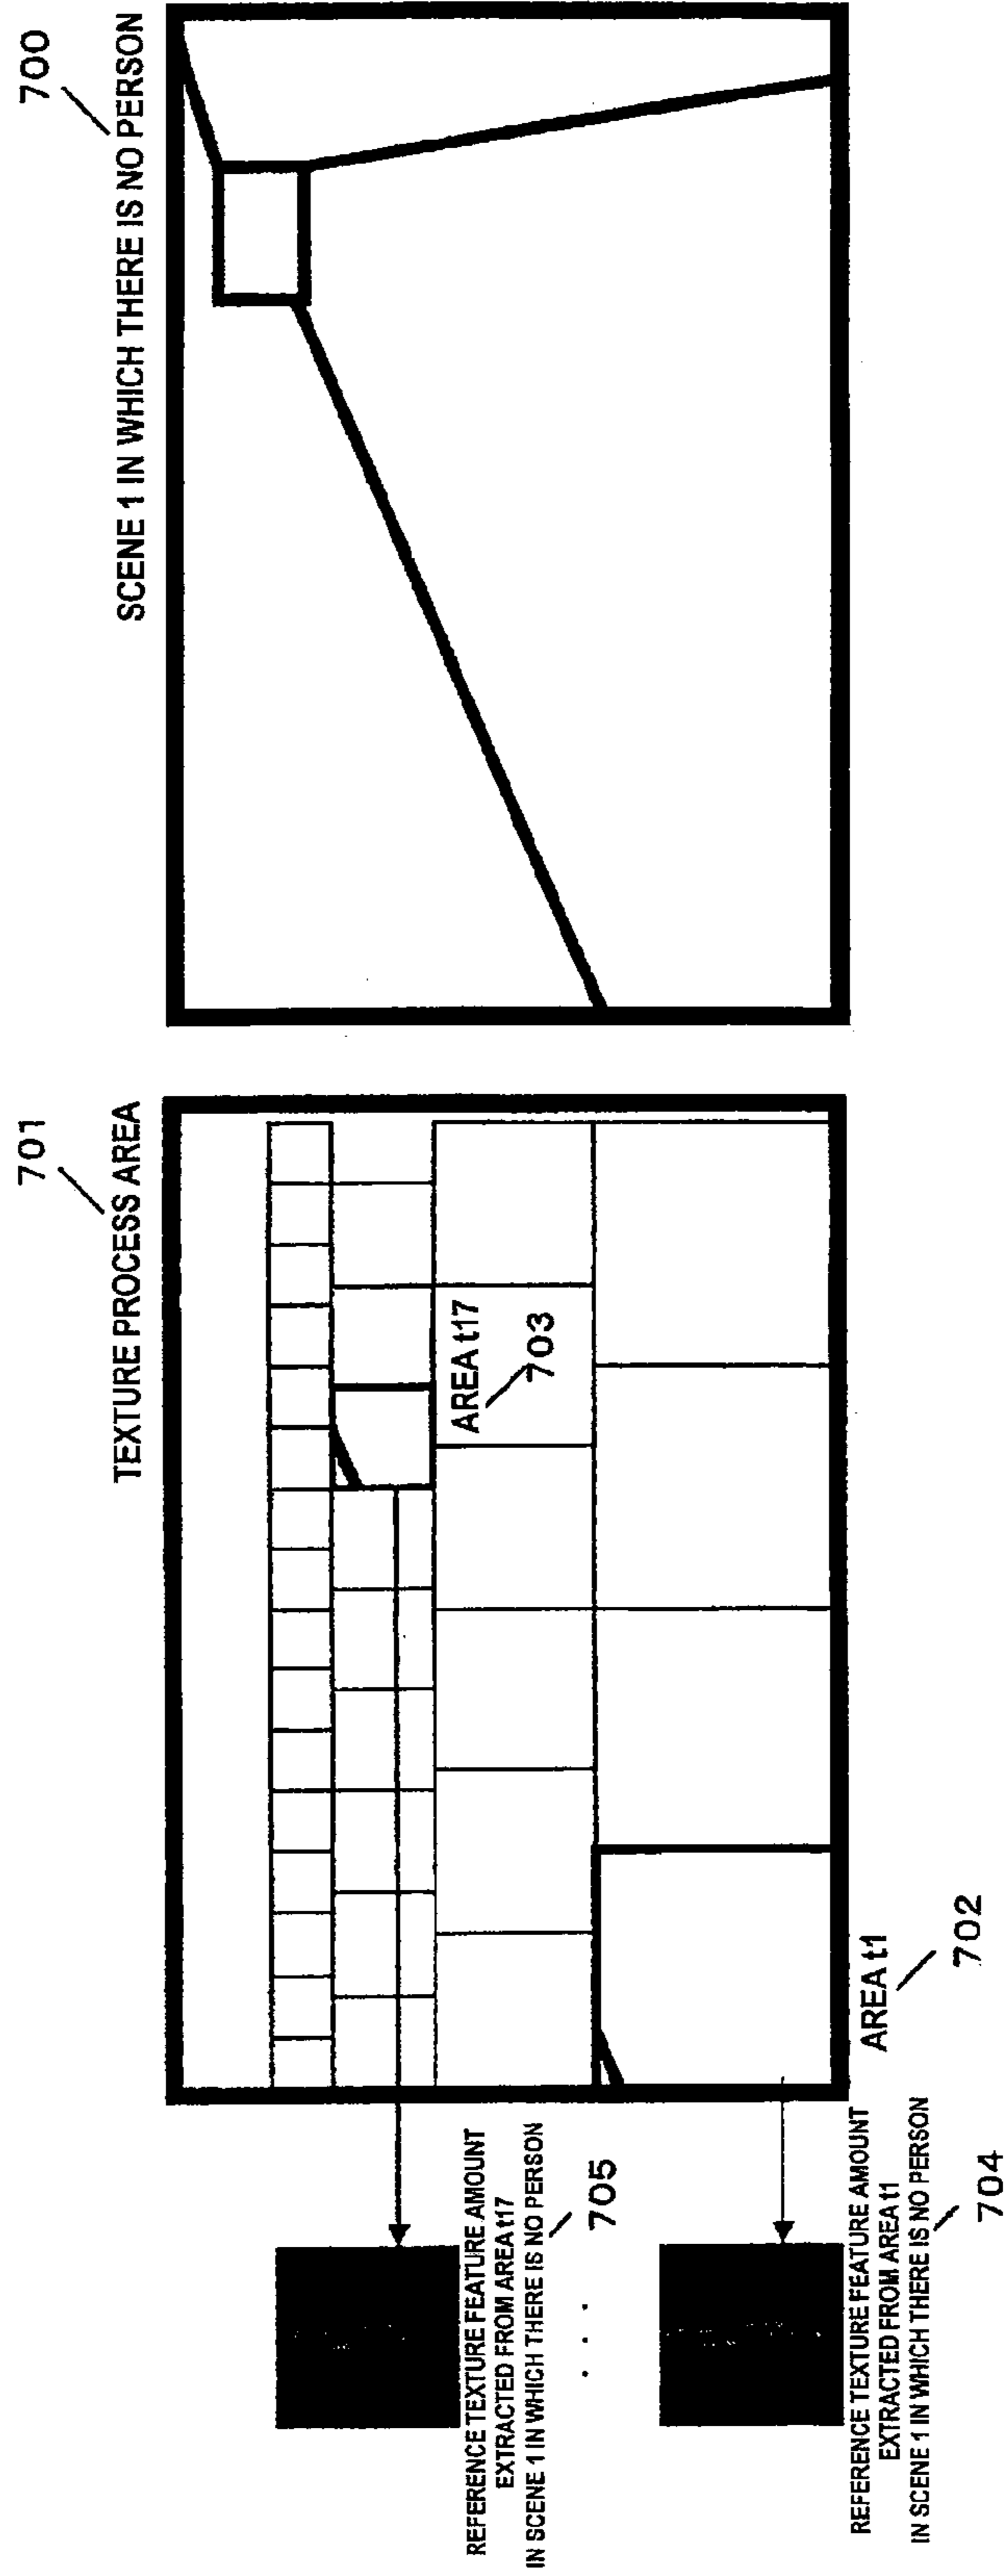 700
SCENE 1 IN WHICH THERE IS NO PERSON
701
TEXTURE PROCESS AREA
AREA t17
703
AREA t1
702
REFERENCE TEXTURE FEATURE AMOUNT
EXTRACTED FROM AREA t17
IN SCENE 1 IN WHICH THERE IS NO PERSON
705
. . .
REFERENCE TEXTURE FEATURE AMOUNT
EXTRACTED FROM AREA t1
IN SCENE 1 IN WHICH THERE IS NO PERSON
704